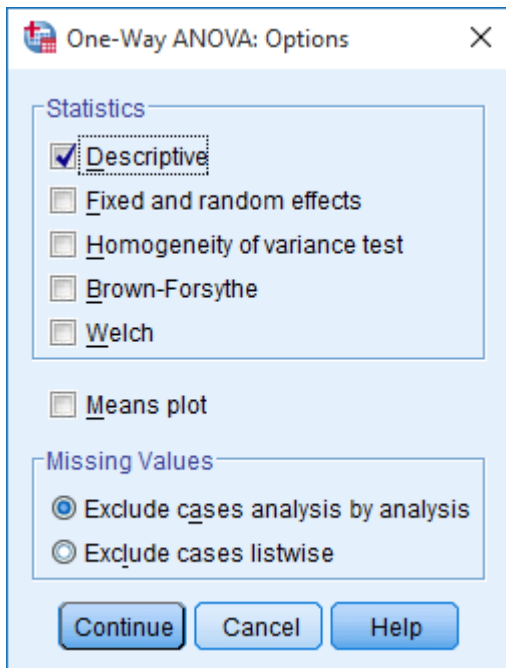 One-Way ANOVA: Options
Statistics
Descriptive
Fixed and random effects
Homogeneity of variance test
Brown-Forsythe
Welch
Means plot
Missing Values
Exclude cases analysis by analysis
Exclude cases listwise
Continue Cancel Help